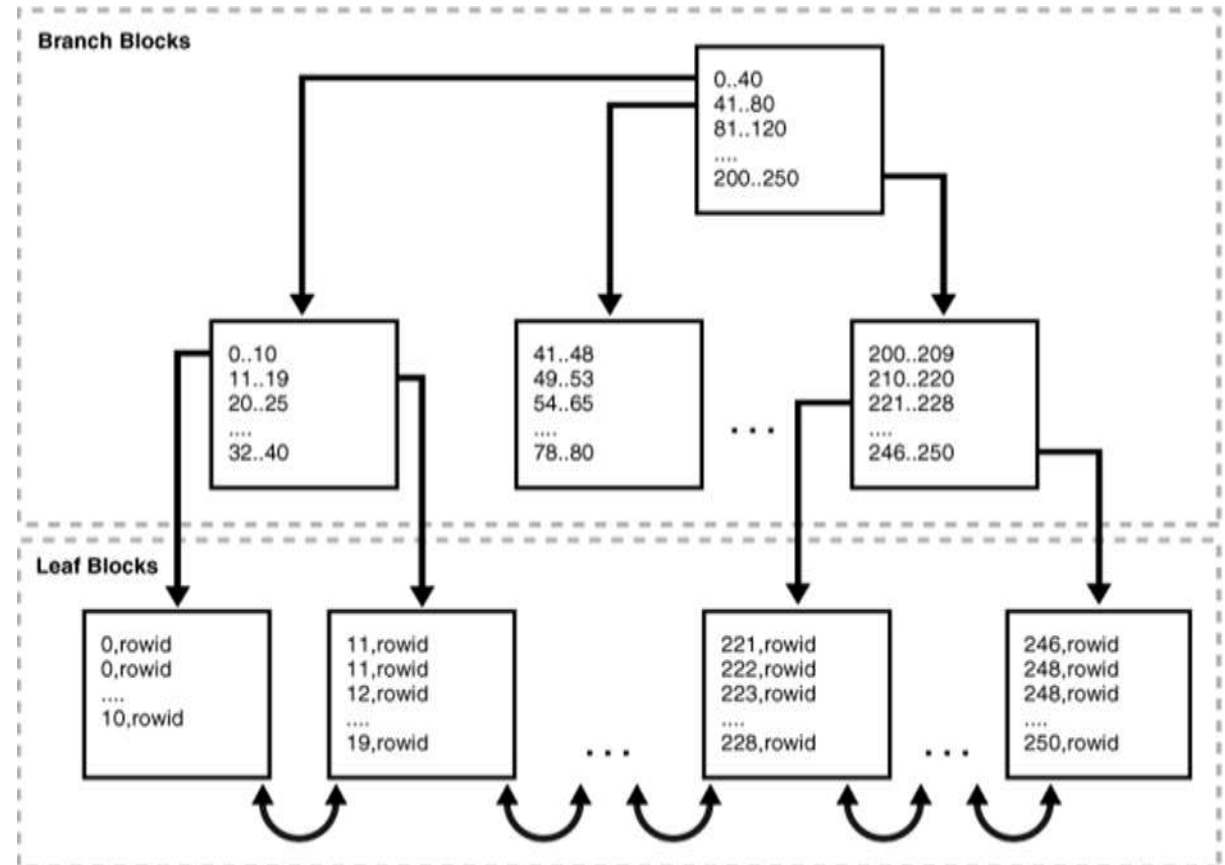 Branch Blocks
0..40
41..80
81..120
....
200..250
0..10
11..19
20..25
....
32..40
41..48
49..53
54..65
....
78..80
...
200..209
210..220
221..228
....
246..250
Leaf Blocks
0,rowid
0,rowid
....
10,rowid
11,rowid
11,rowid
12,rowid
....
19,rowid
...
221,rowid
222,rowid
223,rowid
....
228,rowid
...
246,rowid
248,rowid
248,rowid
....
250,rowid